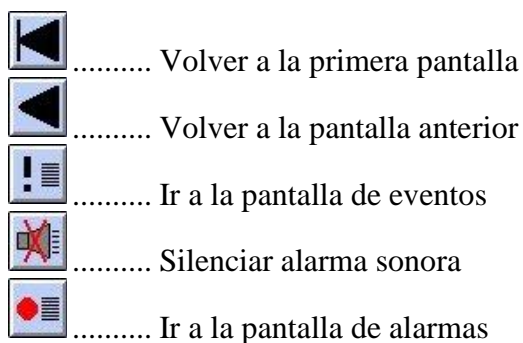 .......... Volver a la primera pantalla
.......... Volver a la pantalla anterior
.......... Ir a la pantalla de eventos
.......... Silenciar alarma sonora
.......... Ir a la pantalla de alarmas